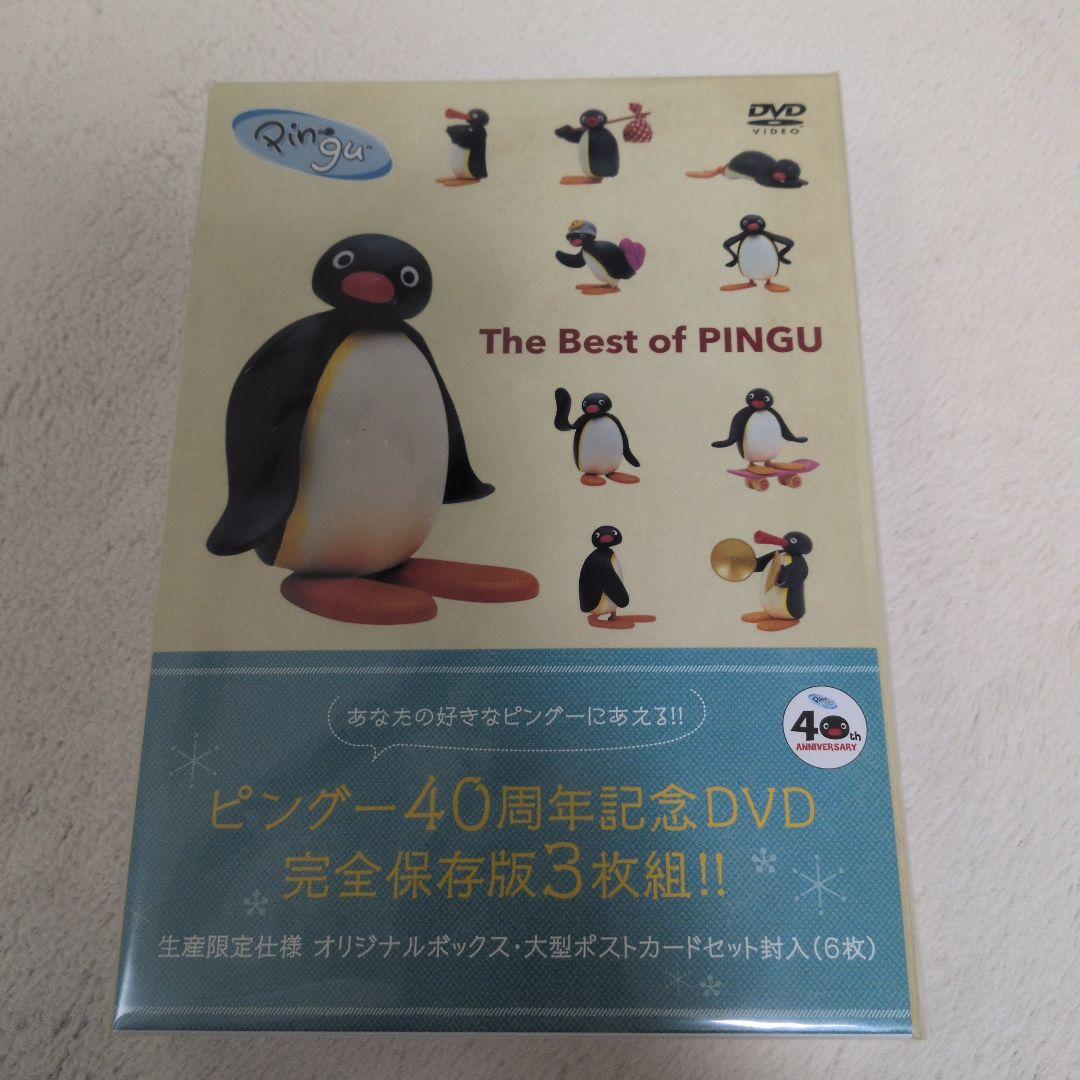 Pingu™
DVD
VIDEO
The Best of PINGU
あなたの好きなピングーにあえる!!
Pingu
40th
ANNIVERSARY
ピングー40周年記念DVD
完全保存版3枚組!!
生産限定仕様 オリジナルボックス・大型ポストカードセット封入(6枚)